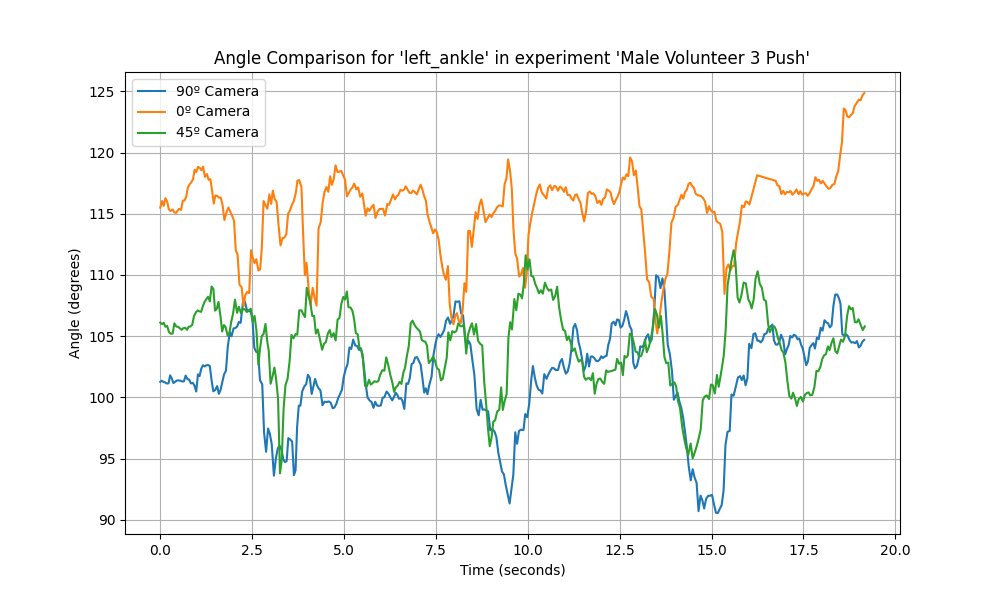 Angle Comparison for 'left_ankle' in experiment 'Male Volunteer 3 Push'
90º Camera
0º Camera
45º Camera
125
120
115
110
105
100
95
90
Angle (degrees)
0.0 2.5 5.0 7.5 10.0 12.5 15.0 17.5 20.0
Time (seconds)